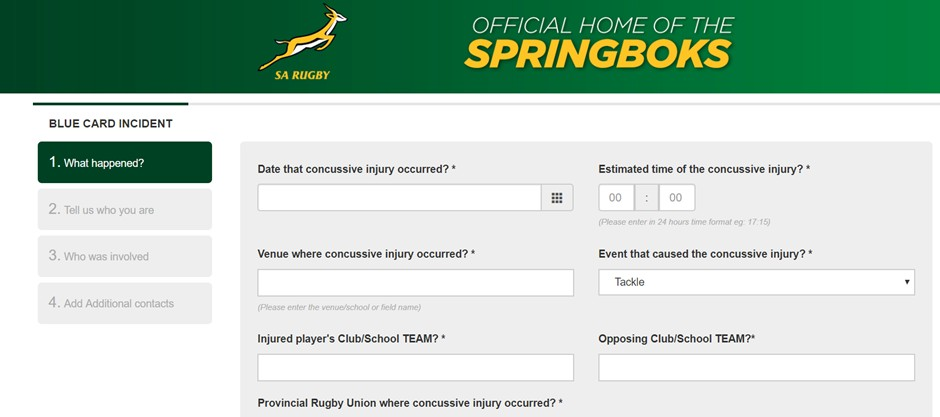 SA RUGBY
OFFICIAL HOME OF THE
SPRINGBOKS
BLUE CARD INCIDENT
1. What happened?
2. Tell us who you are
3. Who was involved
4. Add Additional contacts
Date that concussive injury occurred? *
Estimated time of the concussive injury? *
00 : 00
(Please enter in 24 hours time format eg: 17:15)
Venue where concussive injury occurred? *
(Please enter the venue/school or field name)
Event that caused the concussive injury? *
Tackle
Injured player's Club/School TEAM? *
Opposing Club/School TEAM?*
Provincial Rugby Union where concussive injury occurred? *